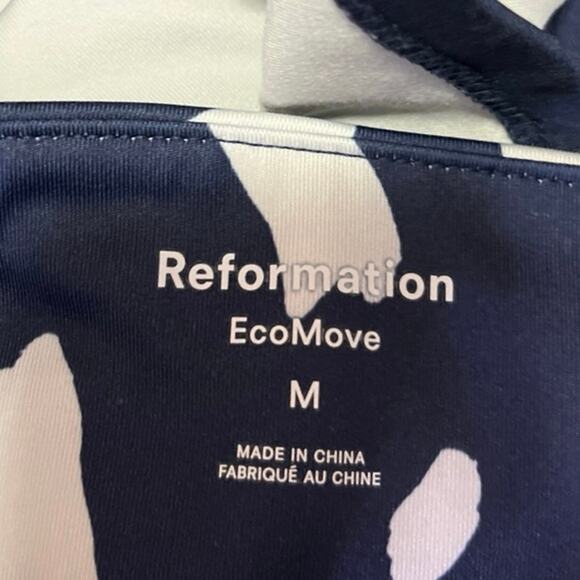 Reformation
EcoMove
M
MADE IN CHINA
FABRIQUÉ AU CHINE